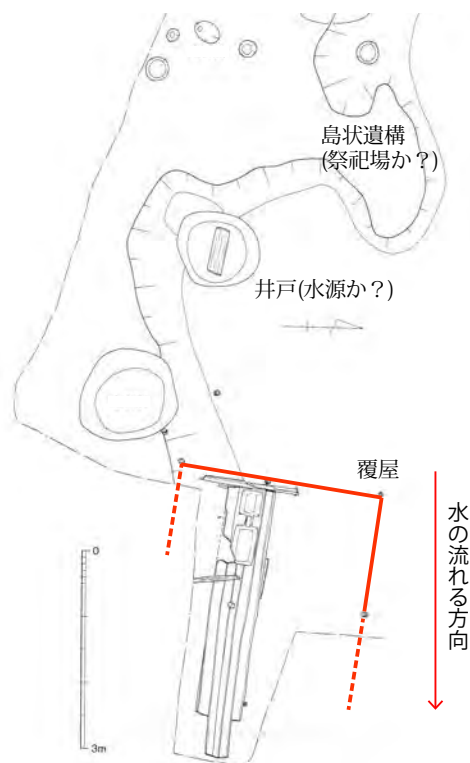 島状遺構
(祭祀場か？)
井戸(水源か？)
覆屋
水の流れる方向
0
3m